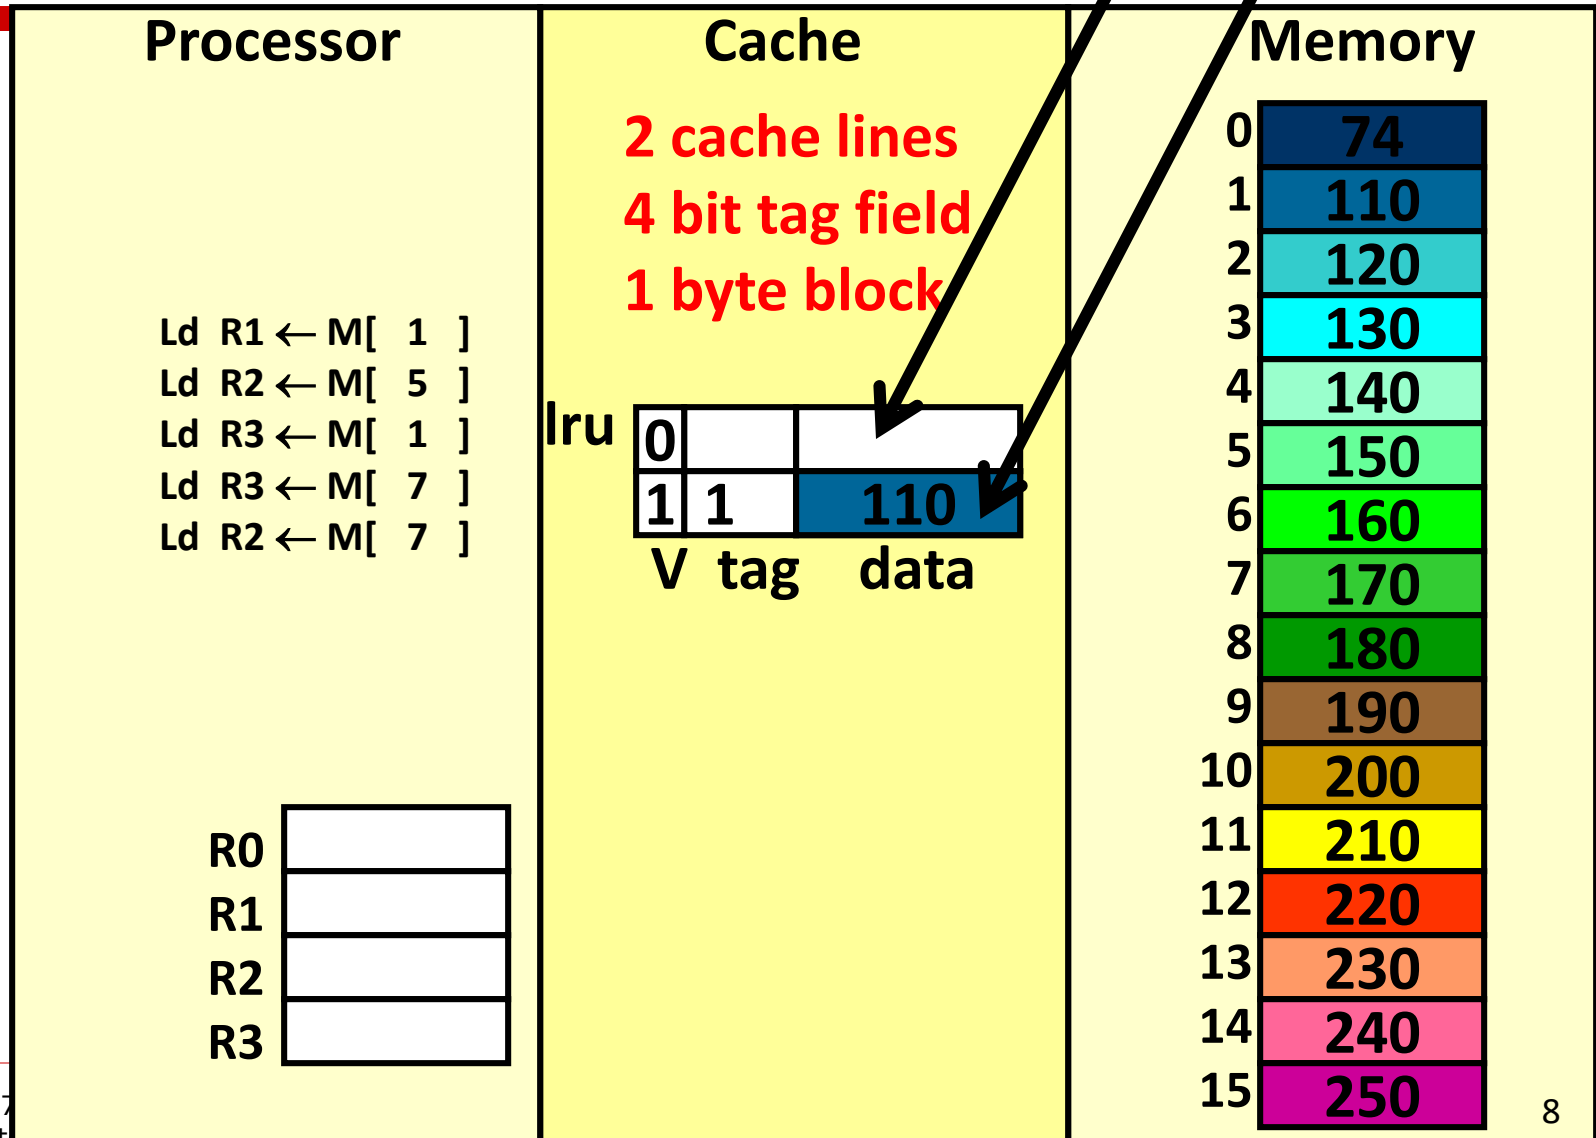 Processor
Ld R1 ← M[ 1 ]
Ld R2 ← M[ 5 ]
Ld R3 ← M[ 1 ]
Ld R3 ← M[ 7 ]
Ld R2 ← M[ 7 ]
R0
R1
R2
R3
Cache
2 cache lines
4 bit tag field
1 byte block
lru 0
1 1 110
V tag data
Memory
0 74
1 110
2 120
3 130
4 140
5 150
6 160
7 170
8 180
9 190
10 200
11 210
12 220
13 230
14 240
15 250
7
8